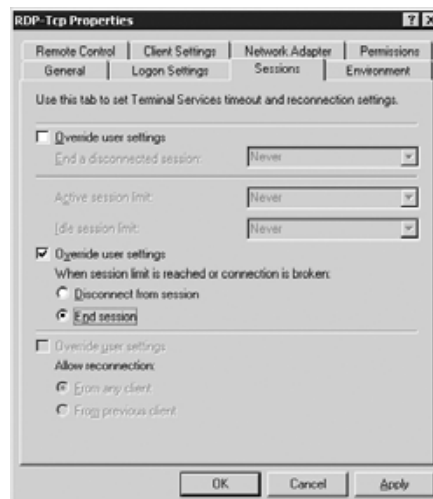 RDP-Tcp Properties
Remote Control Client Settings Network Adapter Permissions
General Logon Settings Sessions Environment
Use this tab to set Terminal Services timeout and reconnection settings.
Override user settings
End a disconnected session: Never
Active session limit: Never
Idle session limit: Never
Override user settings
When session limit is reached or connection is broken:
Disconnect from session
End session
Override user settings
Allow reconnection:
From any client
From previous client
OK Cancel Apply